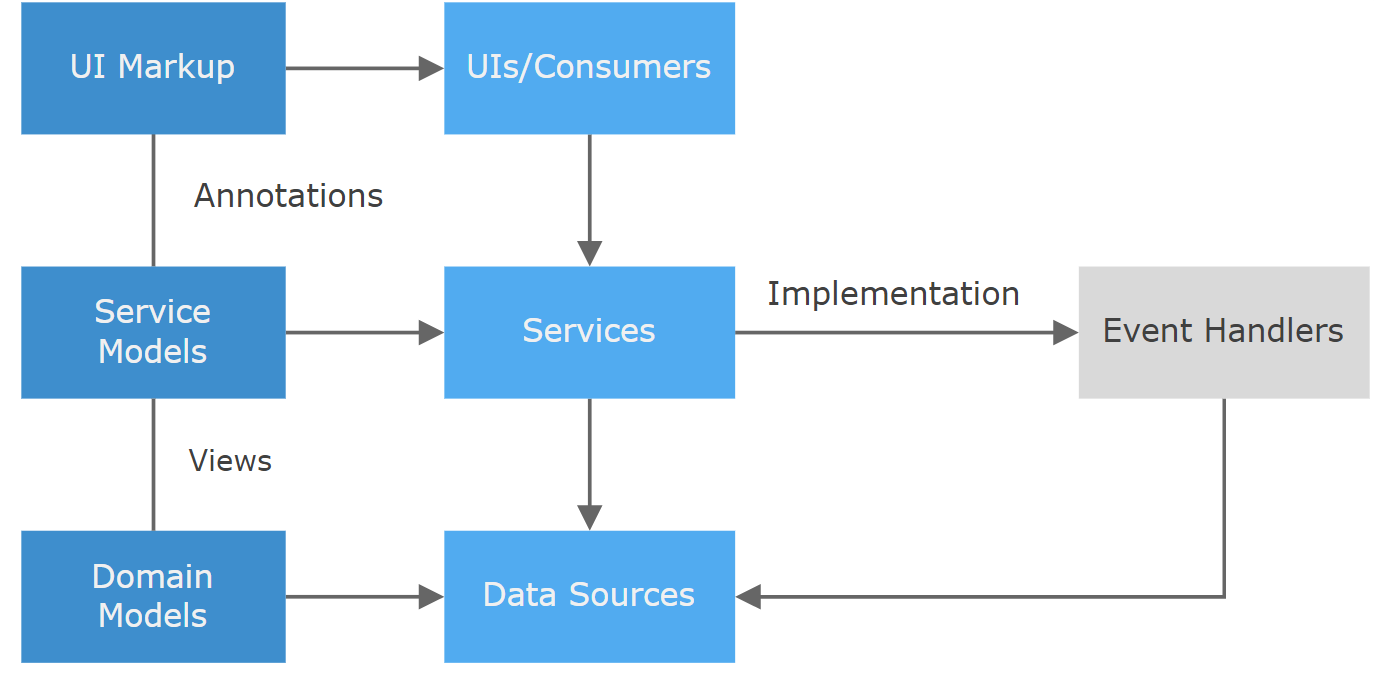 UI Markup
UIs/Consumers
Annotations
Service
Models
Services
Implementation
Event Handlers
Views
Domain
Models
Data Sources